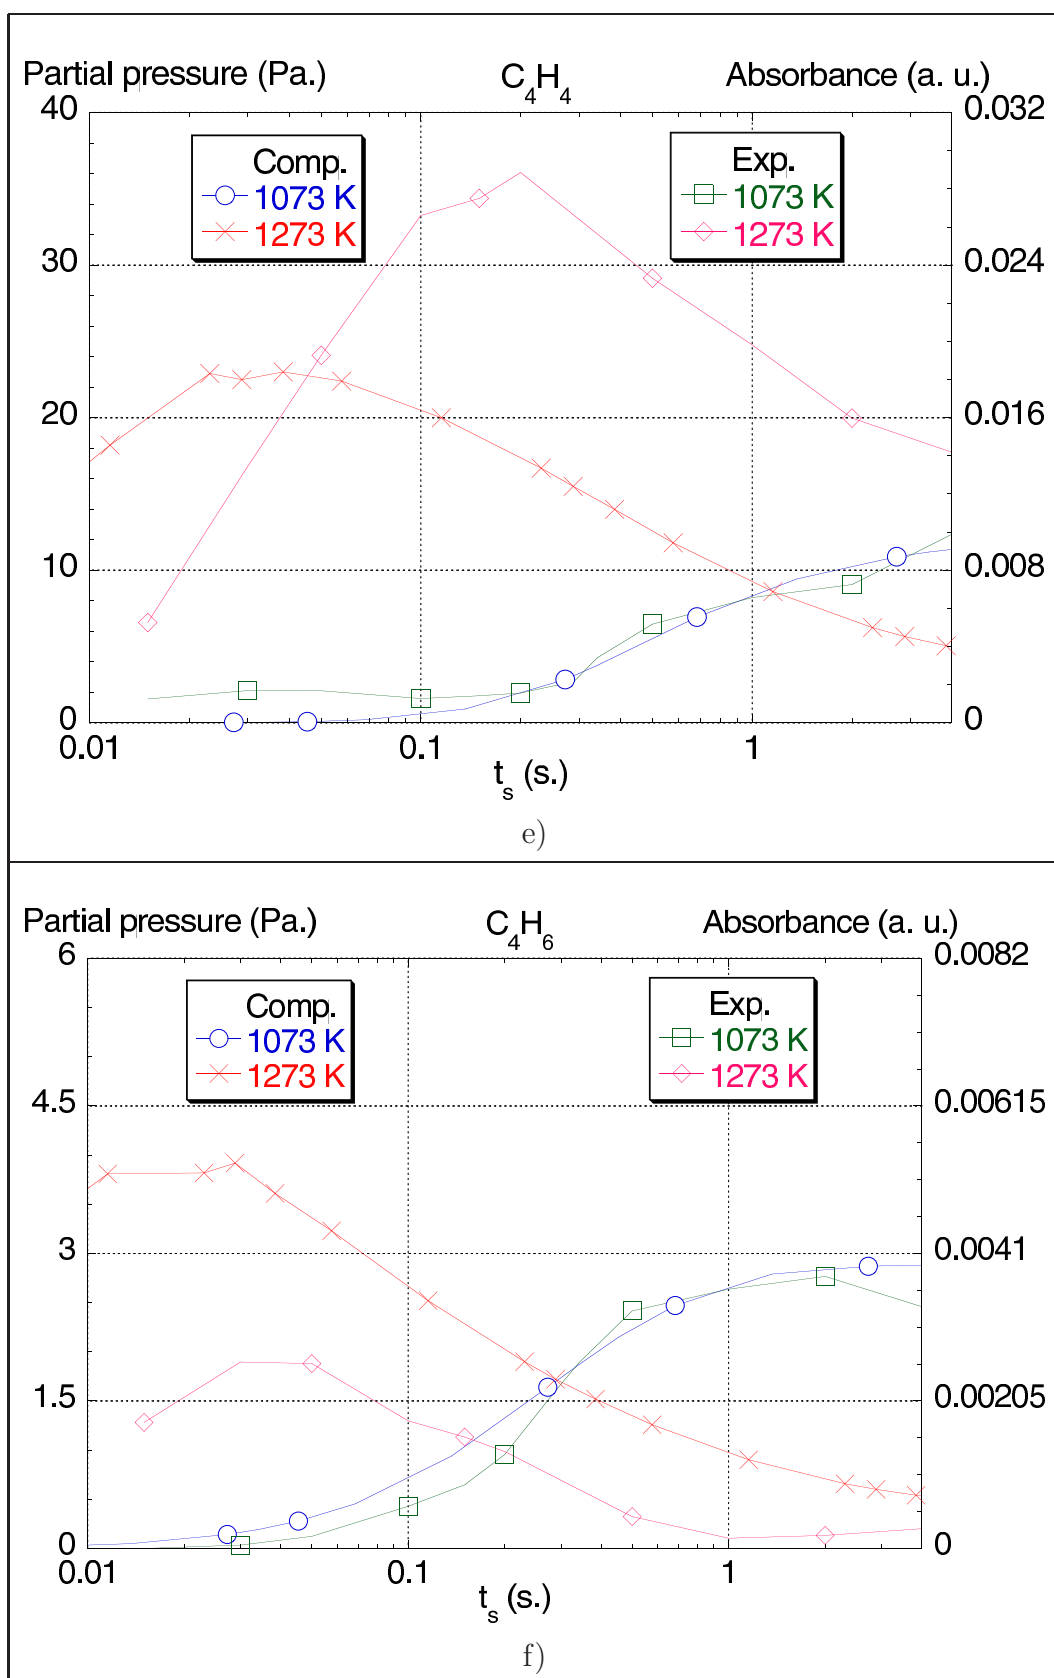 Partial pressure (Pa.) C4H4 Absorbance (a. u.)
40 0.032
Comp. Exp.
1073 K 1073 K
1273 K 1273 K
30 0.024
20 0.016
10 0.008
0 0
0.01 0.1 1
ts (s.)
e)
Partial pressure (Pa.) C4H6 Absorbance (a. u.)
6 0.0082
Comp. Exp.
1073 K 1073 K
1273 K 1273 K
4.5 0.00615
3 0.0041
1.5 0.00205
0 0
0.01 0.1 1
ts (s.)
f)